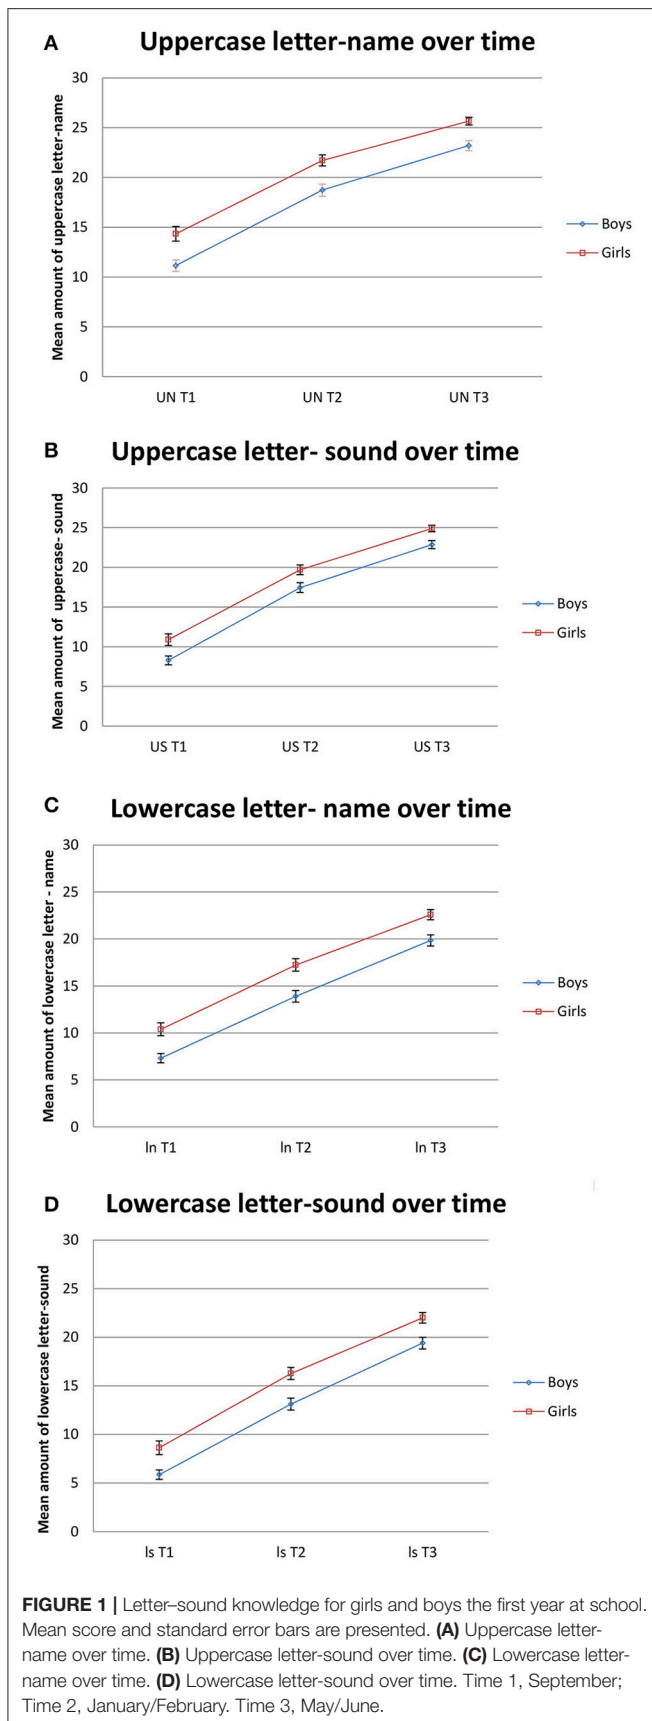 A
Uppercase letter-name over time
Mean amount of uppercase letter-name
30
25
20
15
10
5
0
UN T1 UN T2 UN T3
Boys
Girls
B
Uppercase letter- sound over time
Mean amount of uppercase- sound
30
25
20
15
10
5
0
US T1 US T2 US T3
Boys
Girls
C
Lowercase letter- name over time
Mean amount of lowercase letter - name
30
25
20
15
10
5
0
ln T1 ln T2 ln T3
Boys
Girls
D
Lowercase letter-sound over time
Mean amount of lowercase letter-sound
30
25
20
15
10
5
0
ls T1 ls T2 ls T3
Boys
Girls
FIGURE 1 | Letter–sound knowledge for girls and boys the first year at school.
Mean score and standard error bars are presented. (A) Uppercase letter-
name over time. (B) Uppercase letter-sound over time. (C) Lowercase letter-
name over time. (D) Lowercase letter-sound over time. Time 1, September;
Time 2, January/February. Time 3, May/June.